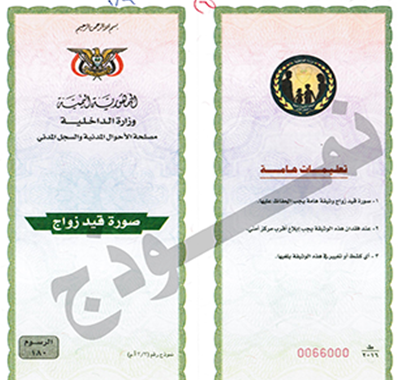 بسم الله الرحمن الرحيم
الجمهورية اليمنية
وزارة الداخلية
مصلحة الأحوال المدنية والسجل المدني
صورة قيد زواج
الرسوم
١٨٠
نموذج رقم
نموذج
تعليمات هامة
١ - صورة قيد زواج وثيقة هامة يجب الحفاظ عليها.
٢ - عند فقدان هذه الوثيقة يجب إبلاغ أقرب مركز أمني.
٣ - أي كشط أو تغيير في هذه الوثيقة يلغيها.
0066000
ط
٢٠١٦